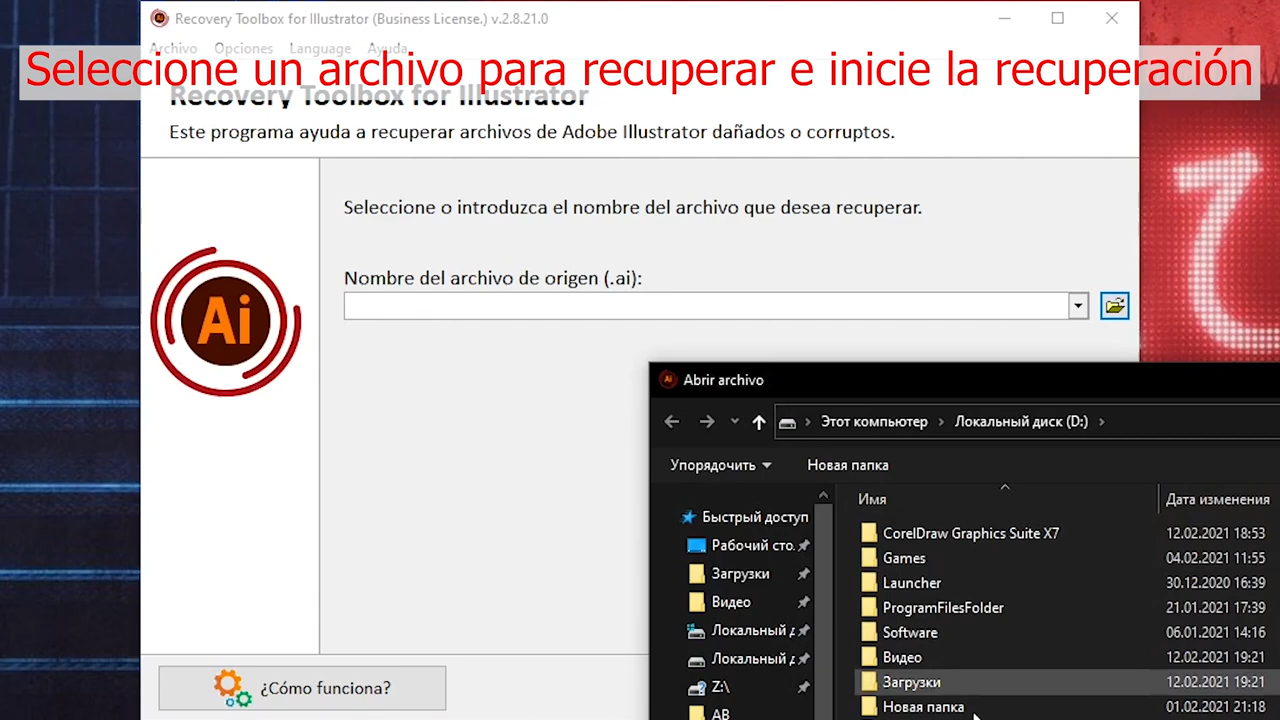 Recovery Toolbox for Illustrator (Business License.) v.2.8.21.0
Archivo Opciones Language Ayuda
Seleccione un archivo para recuperar e inicie la recuperación
Recovery Toolbox for Illustrator
Este programa ayuda a recuperar archivos de Adobe Illustrator dañados o corruptos.
Seleccione o introduzca el nombre del archivo que desea recuperar.
Nombre del archivo de origen (.ai):
Ai
¿Cómo funciona?
Abrir archivo
Этот компьютер Локальный диск (D:)
Упорядочить Новая папка
Имя Дата изменения
Быстрый доступ
Рабочий сто.
Загрузки
Видео
Локальный
Локальный
Z:\
AB
CorelDraw Graphics Suite X7 12.02.2021 18:53
Games 04.02.2021 11:55
Launcher 30.12.2020 16:39
ProgramFilesFolder 21.01.2021 17:39
Software 06.01.2021 14:16
Видео 12.02.2021 19:21
Загрузки 12.02.2021 19:21
Новая папка 01.02.2021 21:18